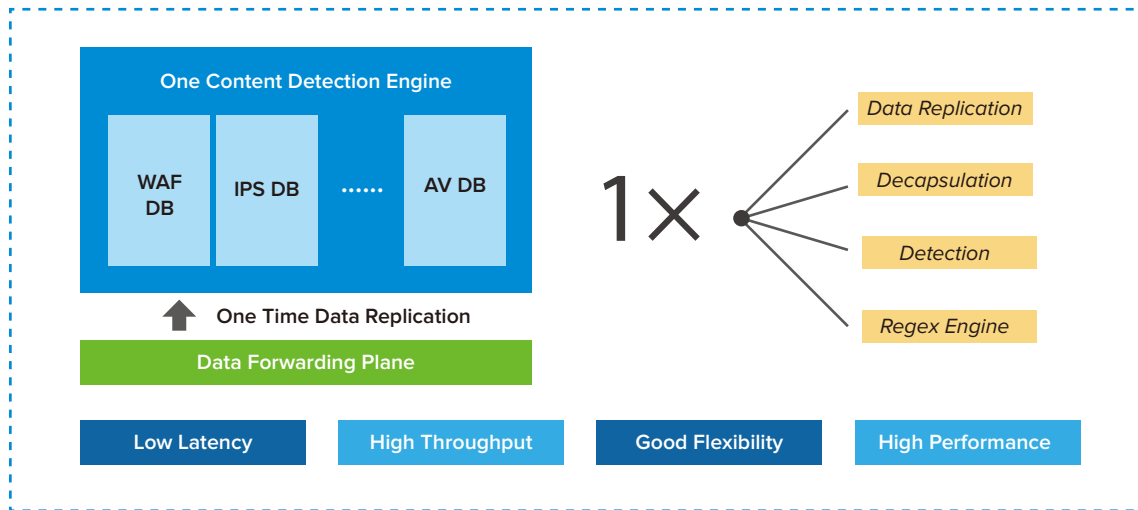 One Content Detection Engine
WAF
DB
IPS DB
......
AV DB
One Time Data Replication
Data Forwarding Plane
1×
Data Replication
Decapsulation
Detection
Regex Engine
Low Latency
High Throughput
Good Flexibility
High Performance